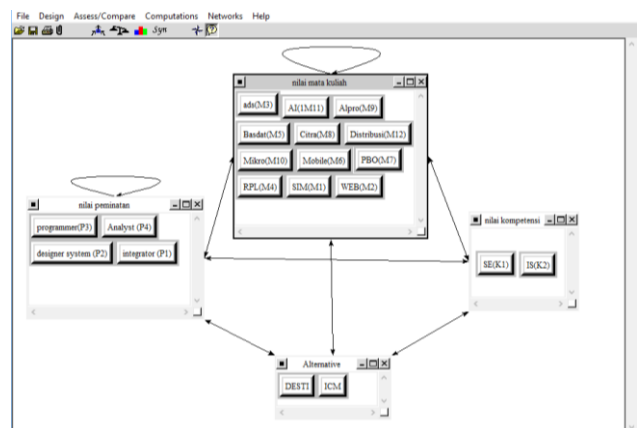 File Design Assess/Compare Computations Networks Help
Syn
nilai mata kuliah
ads(M3) AI(1M11) Alpro(M9)
Basdat(M5) Citra(M8) Distribusi(M12)
Mikro(M10) Mobile(M6) PBO(M7)
RPL(M4) SIM(M1) WEB(M2)
nilai peminatan
programmer(P3) Analyst (P4)
designer system (P2) integrator (P1)
nilai kompetensi
SE(K1) IS(K2)
Alternative
DESTI ICM